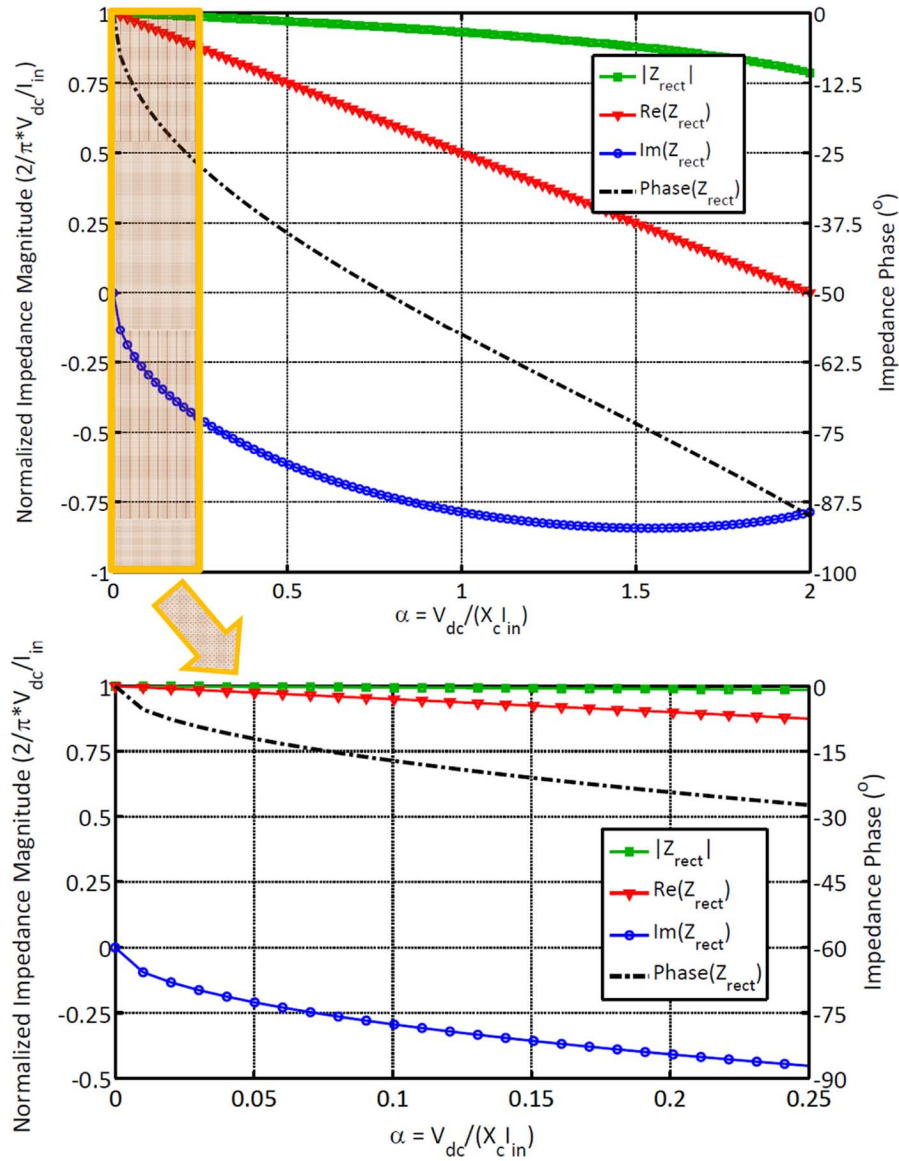 Normalized Impedance Magnitude (2/π*V_dc/I_in)
1
0.75
0.5
0.25
0
-0.25
-0.5
-0.75
-1
|Z_rect|
Re(Z_rect)
Im(Z_rect)
Phase(Z_rect)
0
-12.5
-25
-37.5
-50
-62.5
-75
-87.5
-100
Impedance Phase (°)
0 0.5 1 1.5 2
α = V_dc/(X_c I_in)
Normalized Impedance Magnitude (2/π*V_dc/I_in
1
0.75
0.5
0.25
0
-0.25
-0.5
|Z_rect|
Re(Z_rect)
Im(Z_rect)
Phase(Z_rect)
0
-15
-30
-45
-60
-75
-90
Impedance Phase (°)
0 0.05 0.1 0.15 0.2 0.25
α = V_dc/(X_c I_in)